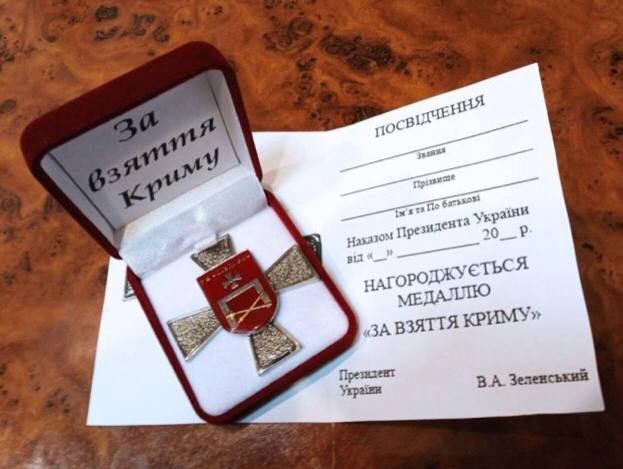 За
взяття
Криму
ПОСВІДЧЕННЯ
Звання
Прізвище
Ім'я та По батькові
Наказом Президента України
від «__» __________ 20__ р.
НАГОРОДЖУЄТЬСЯ
МЕДАЛЛЮ
«ЗА ВЗЯТТЯ КРИМУ»
Президент
України
В.А. Зеленський